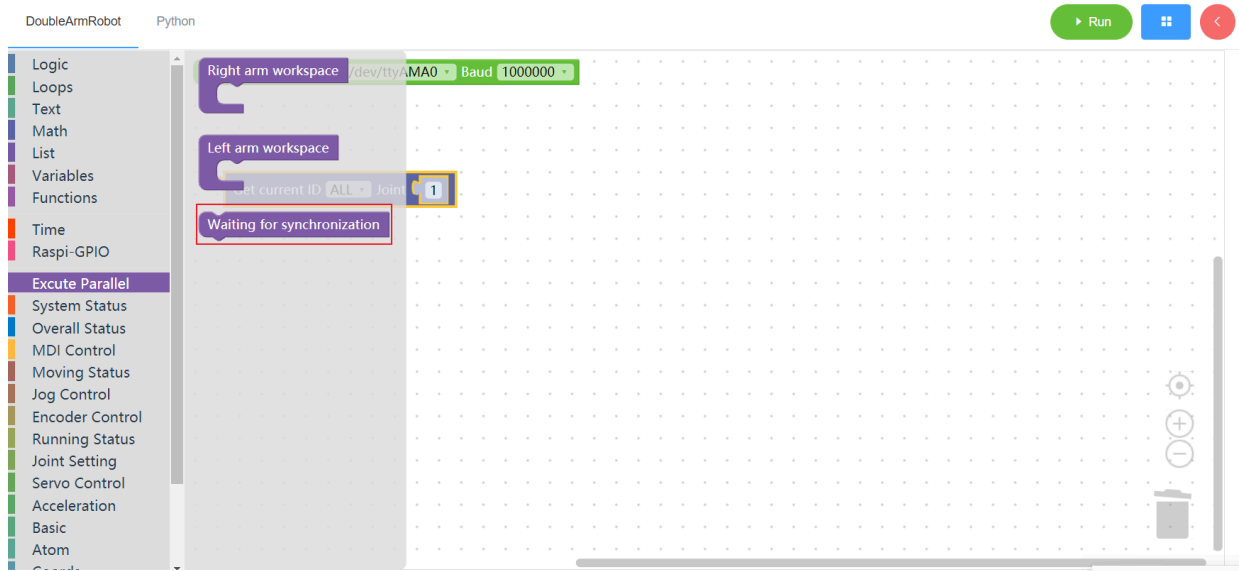 DoubleArmRobot Python Run
Logic
Loops
Text
Math
List
Variables
Functions
Time
Raspi-GPIO
Excute Parallel
System Status
Overall Status
MDI Control
Moving Status
Jog Control
Encoder Control
Running Status
Joint Setting
Servo Control
Acceleration
Basic
Atom
Right arm workspace /dev/ttyAMA0 Baud 1000000
Left arm workspace
Get current ID ALL Joint 1
Waiting for synchronization